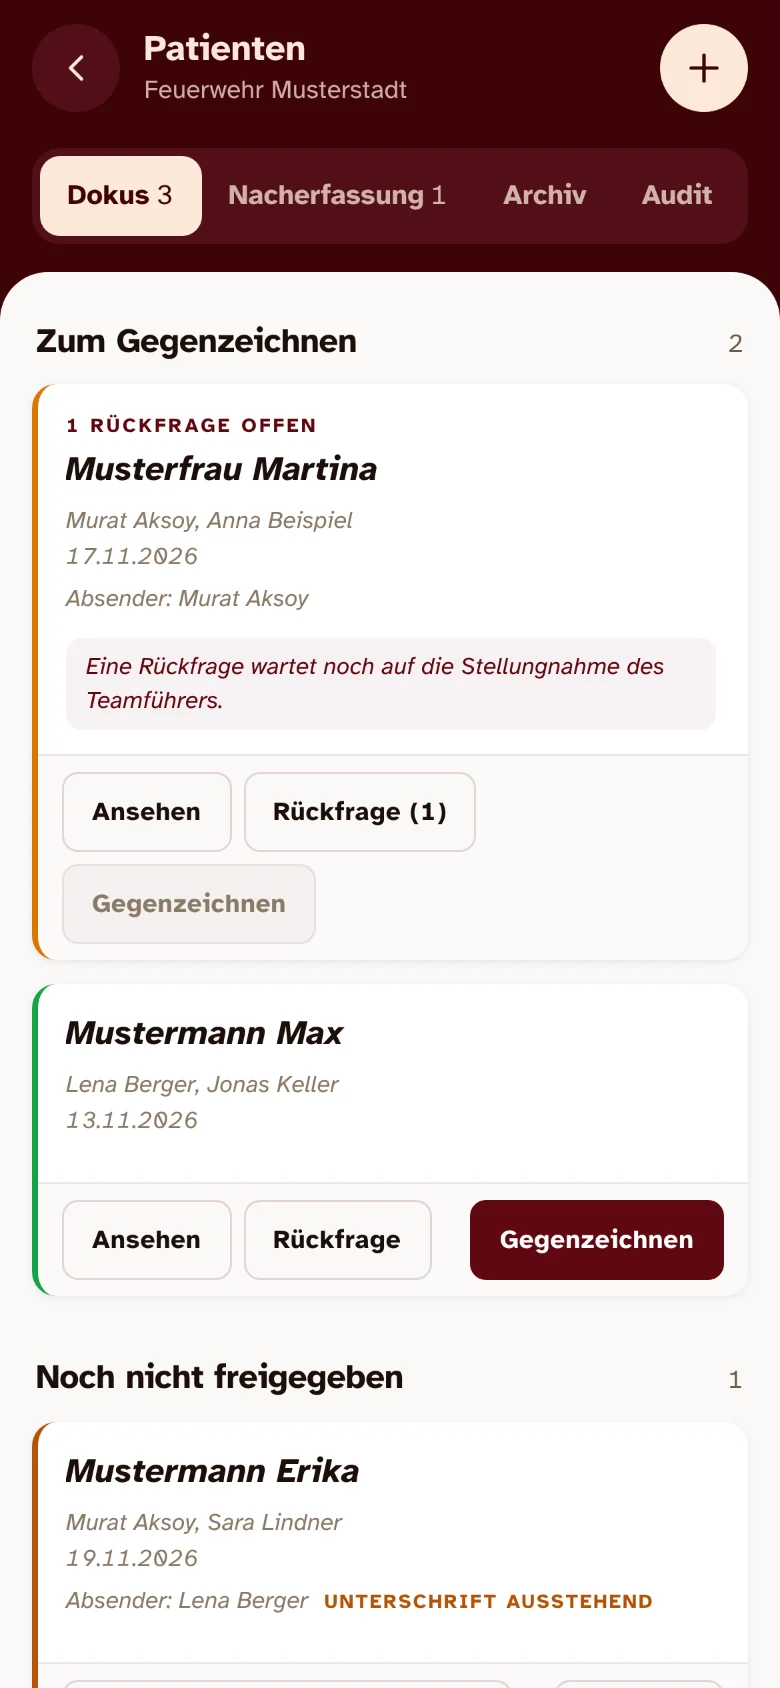 Patienten
Feuerwehr Musterstadt
Dokus 3
Nacherfassung 1
Archiv
Audit
Zum Gegenzeichnen
2
1 RÜCKFRAGE OFFEN
Musterfrau Martina
Murat Aksoy, Anna Beispiel
17.11.2026
Absender: Murat Aksoy
Eine Rückfrage wartet noch auf die Stellungnahme des
Teamführers.
Ansehen
Rückfrage (1)
Gegenzeichnen
Mustermann Max
Lena Berger, Jonas Keller
13.11.2026
Ansehen
Rückfrage
Gegenzeichnen
Noch nicht freigegeben
1
Mustermann Erika
Murat Aksoy, Sara Lindner
19.11.2026
Absender: Lena Berger UNTERSCHRIFT AUSSTEHEND